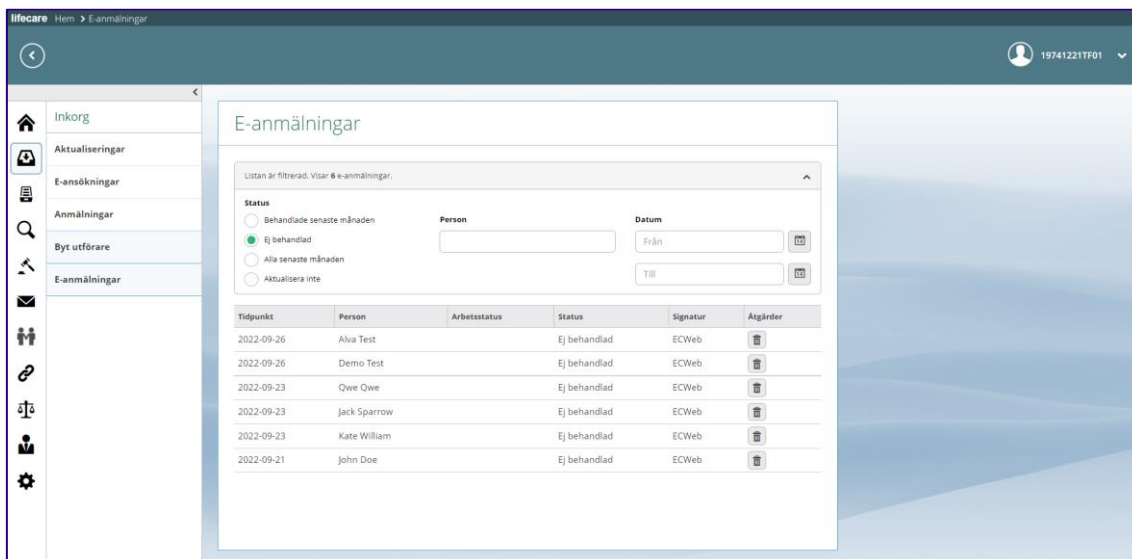 lifecare Hem > E-anmälningar
19741221TF01
Inkorg
Aktualiseringar
E-ansökningar
Anmälningar
Byt utförare
E-anmälningar
E-anmälningar
Listan är filtrerad. Visar 6 e-anmälningar.
Status
Behandlade senaste månaden
Ej behandlad
Alla senaste månaden
Aktualisera inte
Person
Datum
Från
14
Till
14
Tidpunkt Person Arbetsstatus Status Signatur Åtgärder
2022-09-26 Alva Test Ej behandlad ECWeb
2022-09-26 Demo Test Ej behandlad ECWeb
2022-09-23 Qwe Qwe Ej behandlad ECWeb
2022-09-23 Jack Sparrow Ej behandlad ECWeb
2022-09-23 Kate William Ej behandlad ECWeb
2022-09-21 John Doe Ej behandlad ECWeb